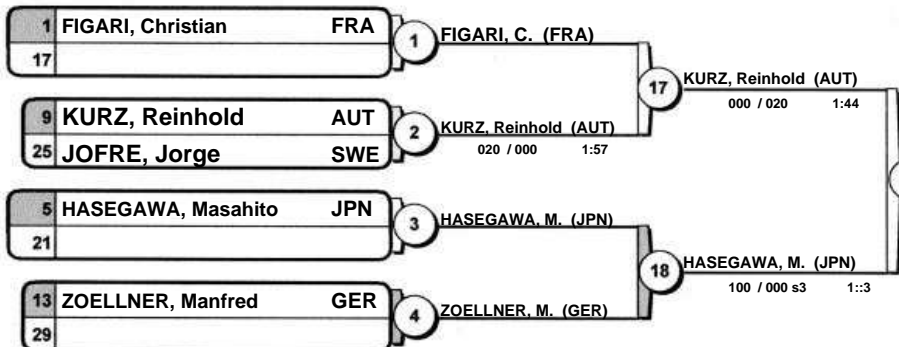 1 FIGARI, Christian FRA
17
1
FIGARI, C. (FRA)
9 KURZ, Reinhold AUT
25 JOFRE, Jorge SWE
2
KURZ, Reinhold (AUT)
020 / 000 1:57
17
KURZ, Reinhold (AUT)
000 / 020 1:44
5 HASEGAWA, Masahito JPN
21
3
HASEGAWA, M. (JPN)
13 ZOELLNER, Manfred GER
29
4
ZOELLNER, M. (GER)
18
HASEGAWA, M. (JPN)
100 / 000 s3 1::3